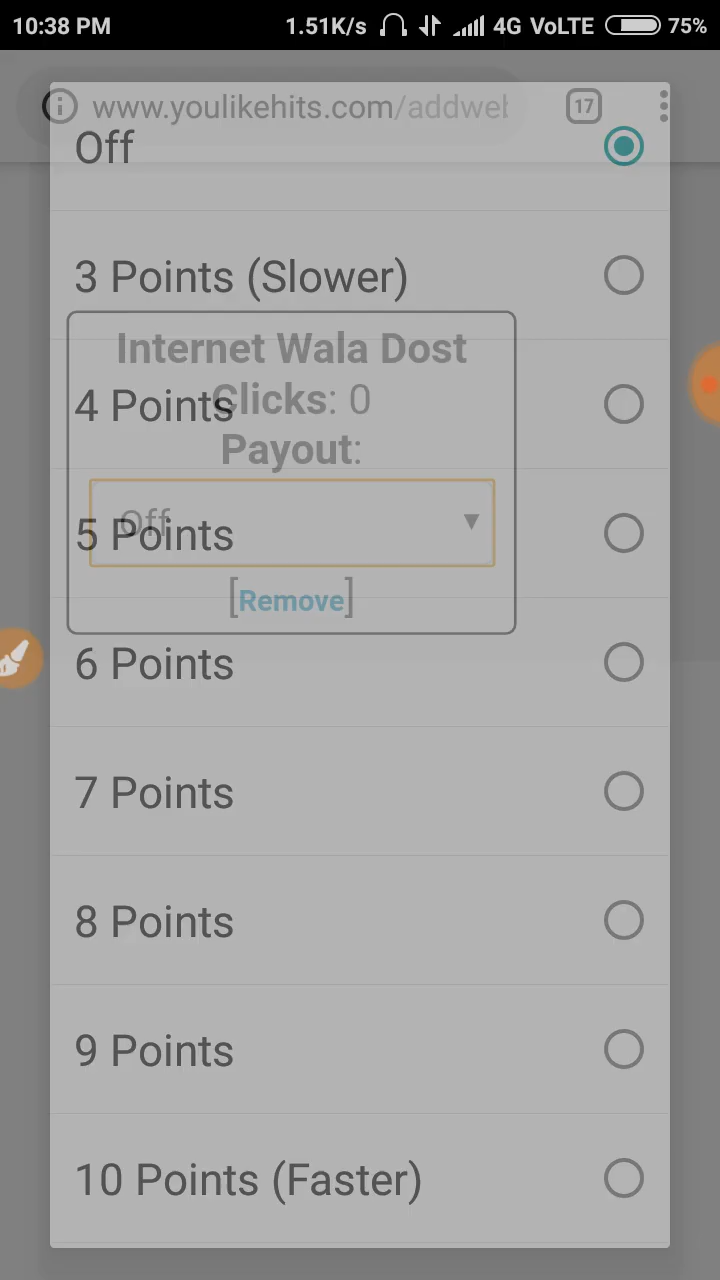 10:38 PM 1.51K/s 4G VoLTE 75%
www.youlikehits.com/addwel 17
Off
3 Points (Slower)
Internet Wala Dost
Clicks: 0
4 Points
Payout:
Off ▼
5 Points
[Remove]
6 Points
7 Points
8 Points
9 Points
10 Points (Faster)